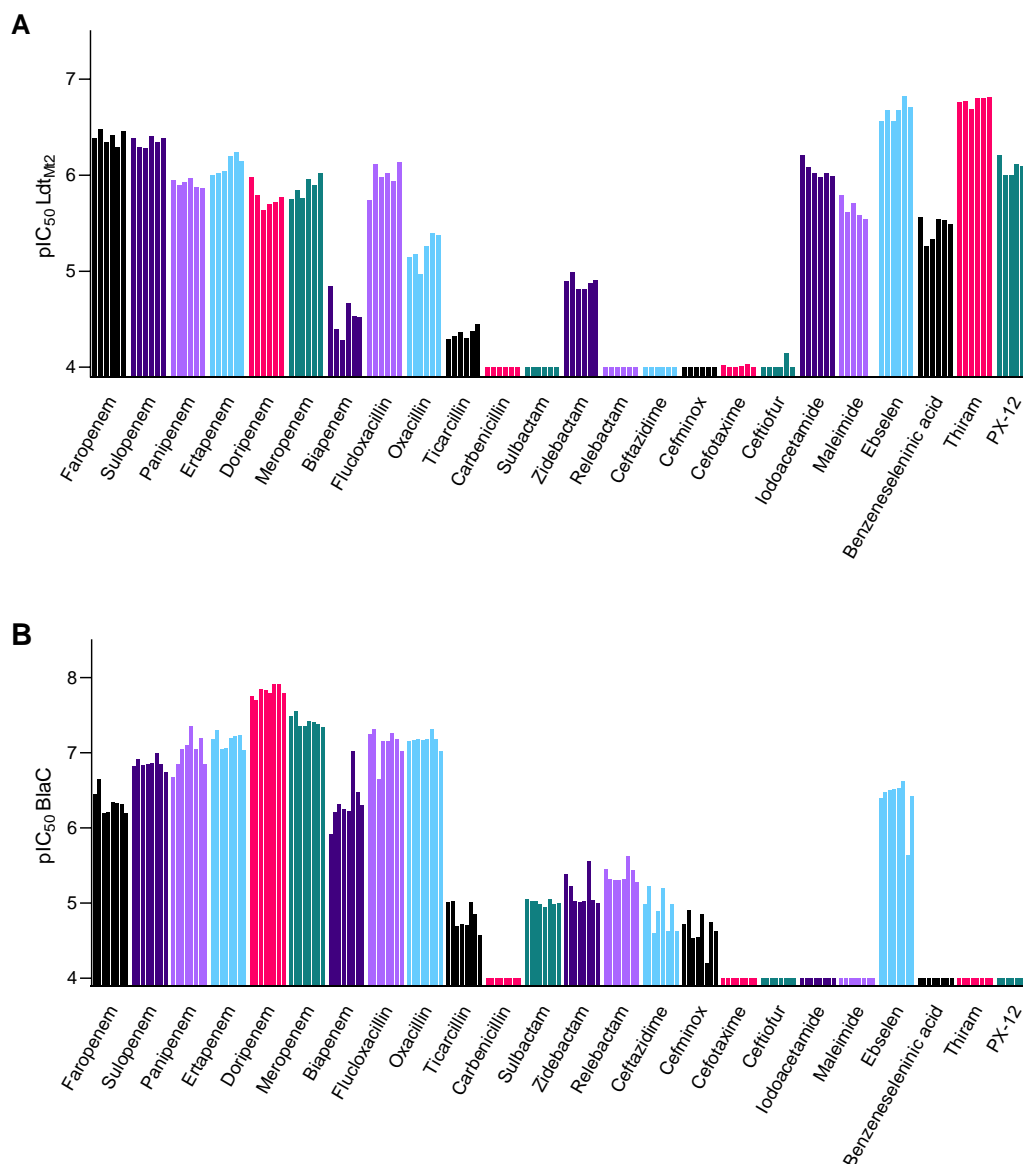 A
pIC50 LdtMt2
7
6
5
4
Faropenem
Sulopenem
Panipenem
Ertapenem
Doripenem
Meropenem
Biapenem
Flucloxacillin
Oxacillin
Ticarcillin
Carbenicillin
Sulbactam
Zidebactam
Relebactam
Ceftazidime
Cefminox
Cefotaxime
Ceftiofur
Iodoacetamide
Maleimide
Ebselen
Benzeneseleninic acid
Thiram
PX-12
B
pIC50 BlaC
8
7
6
5
4
Faropenem
Sulopenem
Panipenem
Ertapenem
Doripenem
Meropenem
Biapenem
Flucloxacillin
Oxacillin
Ticarcillin
Carbenicillin
Sulbactam
Zidebactam
Relebactam
Ceftazidime
Cefminox
Cefotaxime
Ceftiofur
Iodoacetamide
Maleimide
Ebselen
Benzeneseleninic acid
Thiram
PX-12